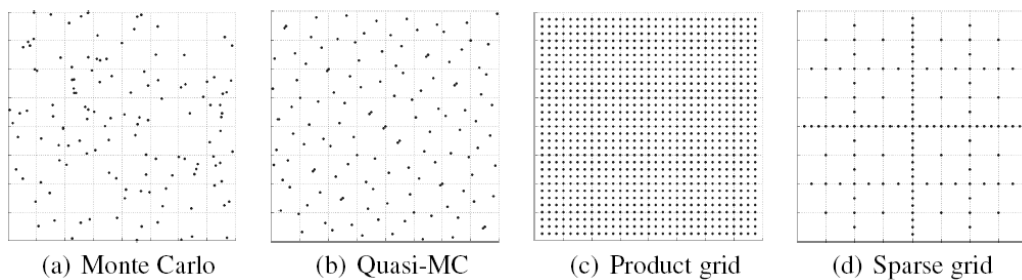 (a) Monte Carlo
(b) Quasi-MC
(c) Product grid
(d) Sparse grid